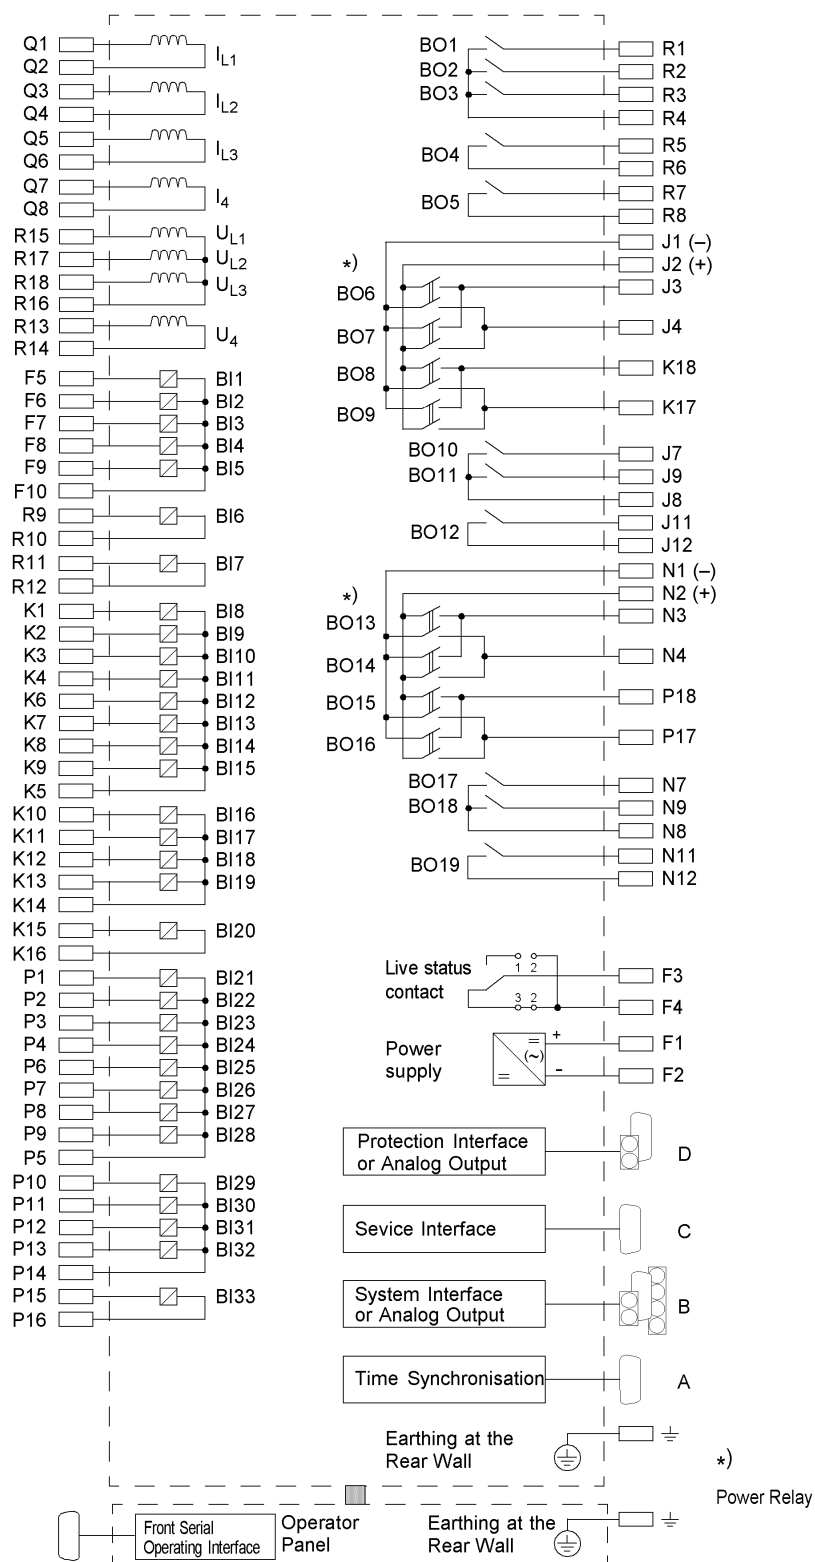 Q1
Q2
I L1
Q3
Q4
I L2
Q5
Q6
I L3
Q7
Q8
I 4
R15
U L1
R17
U L2
R18
U L3
R16
R13
R14
U 4
F5 BI1
F6 BI2
F7 BI3
F8 BI4
F9 BI5
F10
R9 BI6
R10
R11 BI7
R12
K1 BI8
K2 BI9
K3 BI10
K4 BI11
K6 BI12
K7 BI13
K8 BI14
K9 BI15
K5
K10 BI16
K11 BI17
K12 BI18
K13 BI19
K14
K15 BI20
K16
P1 BI21
P2 BI22
P3 BI23
P4 BI24
P6 BI25
P7 BI26
P8 BI27
P9 BI28
P5
P10 BI29
P11 BI30
P12 BI31
P13 BI32
P14
P15 BI33
P16
BO1 R1
BO2 R2
BO3 R3
R4
BO4 R5
R6
BO5 R7
R8
J1 (–)
*) J2 (+)
BO6 J3
BO7 J4
BO8 K18
BO9 K17
BO10 J7
BO11 J9
J8
BO12 J11
J12
N1 (–)
*) N2 (+)
BO13 N3
BO14 N4
BO15 P18
BO16 P17
BO17 N7
BO18 N9
N8
BO19 N11
N12
Live status
contact
1 2
3 2
F3
F4
Power
supply
=
(~)
=
+
-
F1
F2
Protection Interface
or Analog Output
D
Sevice Interface
C
System Interface
or Analog Output
B
Time Synchronisation
A
Earthing at the
Rear Wall
*)
Power Relay
Front Serial
Operating Interface
Operator
Panel
Earthing at the
Rear Wall